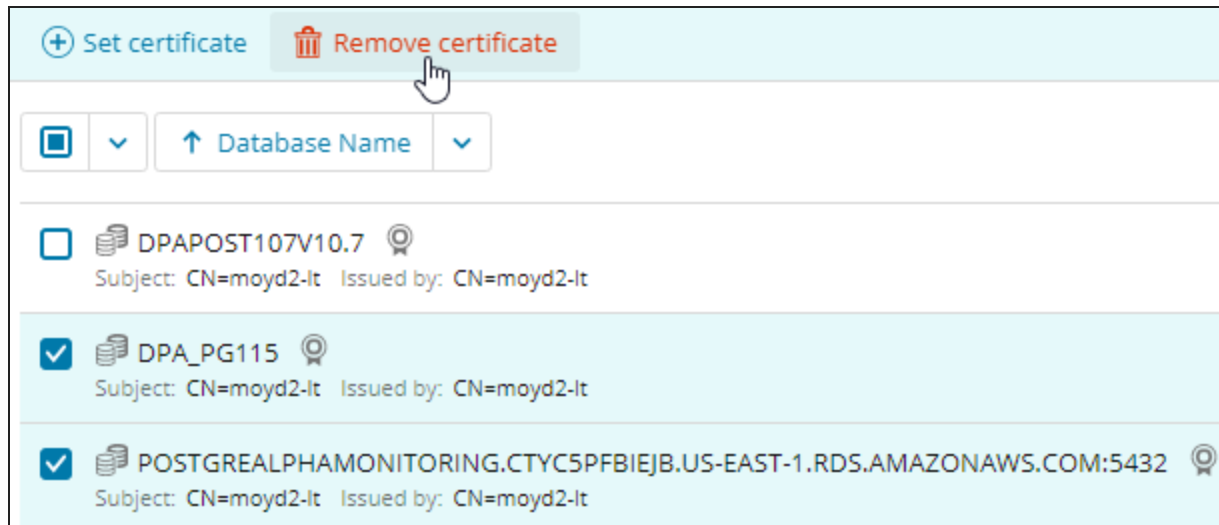 Set certificate Remove certificate
Database Name
DPAPOST107V10.7
Subject: CN=moyd2-lt Issued by: CN=moyd2-lt
DPA_PG115
Subject: CN=moyd2-lt Issued by: CN=moyd2-lt
POSTGREALPHAMONITORING.CTYC5PFBIEJB.US-EAST-1.RDS.AMAZONAWS.COM:5432
Subject: CN=moyd2-lt Issued by: CN=moyd2-lt